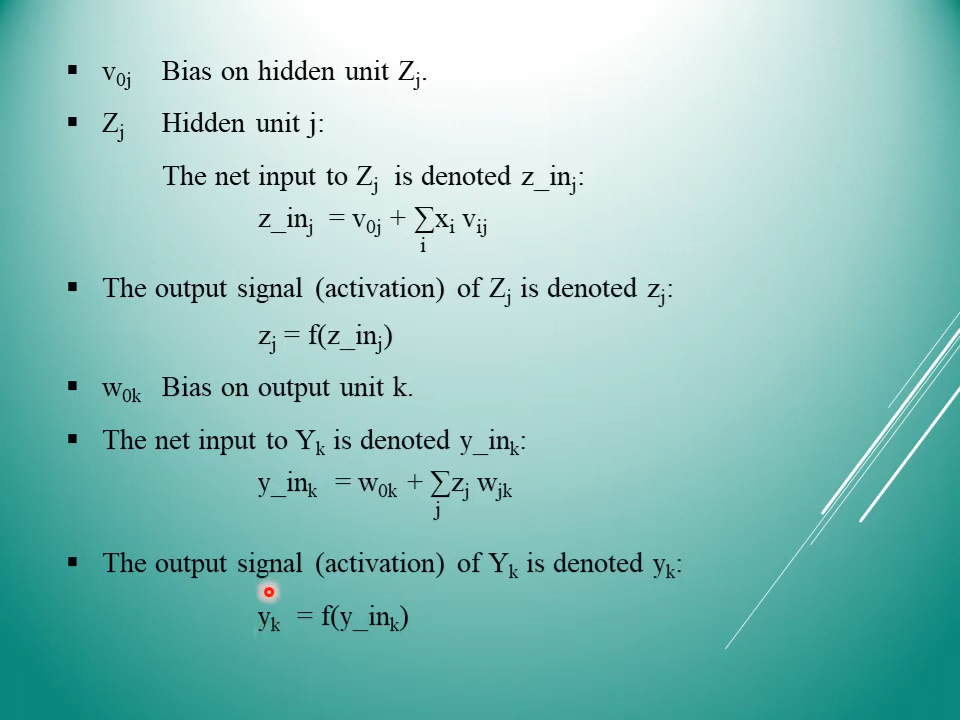 ▪ v₀ⱼ Bias on hidden unit Zⱼ.
▪ Zⱼ Hidden unit j:
The net input to Zⱼ is denoted z_inⱼ:
z_inⱼ = v₀ⱼ + ∑xᵢ vᵢⱼ
i
▪ The output signal (activation) of Zⱼ is denoted zⱼ:
zⱼ = f(z_inⱼ)
▪ w₀ₖ Bias on output unit k.
▪ The net input to Yₖ is denoted y_inₖ:
y_inₖ = w₀ₖ + ∑zⱼ wⱼₖ
j
▪ The output signal (activation) of Yₖ is denoted yₖ:
yₖ = f(y_inₖ)